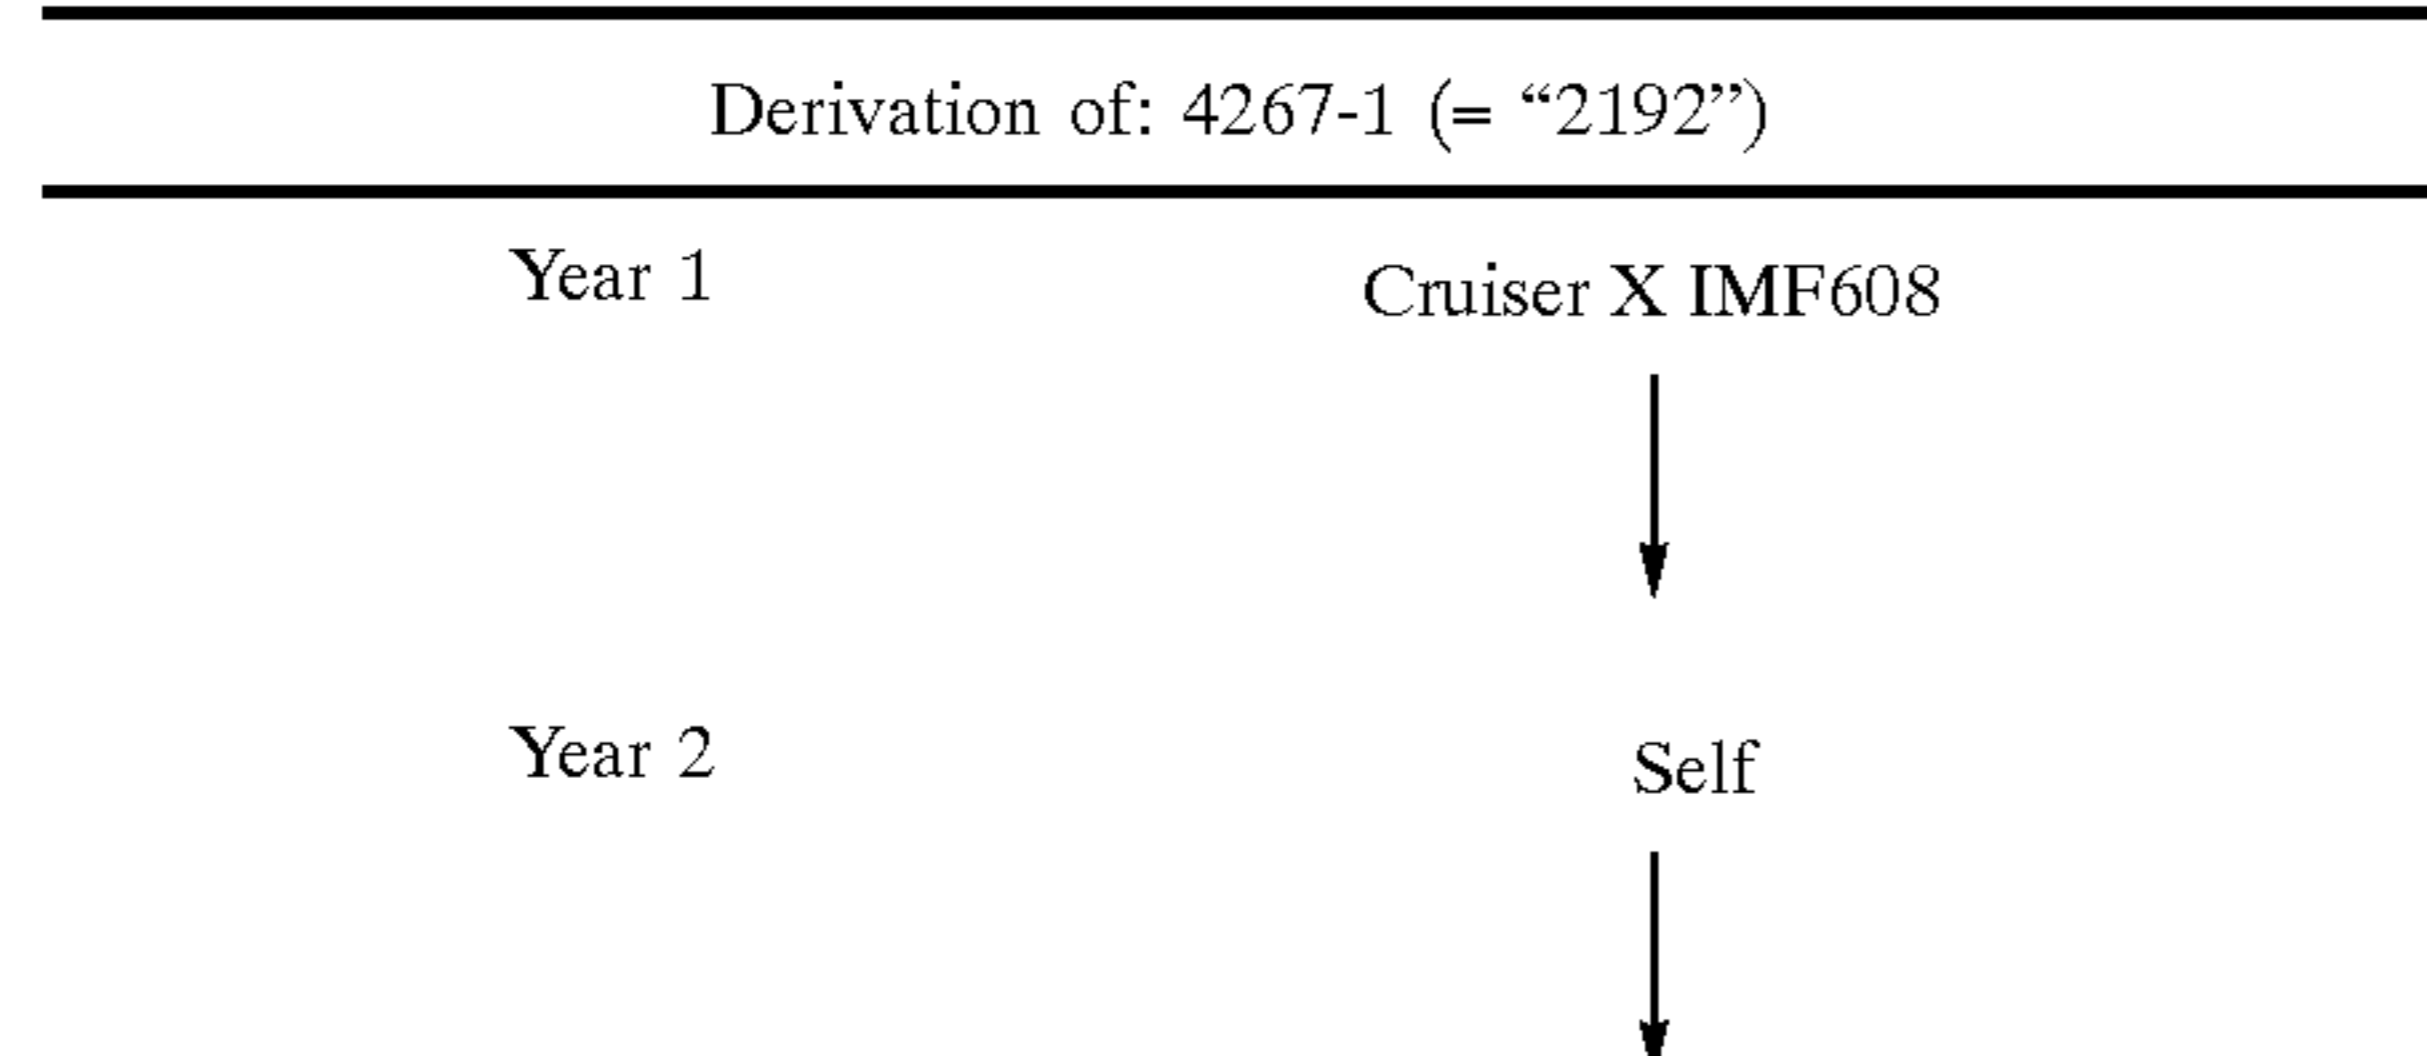 Derivation of: 4267-1 (= “2192”)
Year 1 Cruiser X IMF608
Year 2 Self